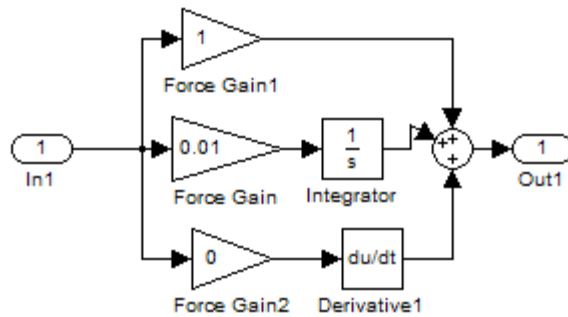 1
Force Gain1
1
In1
0.01
Force Gain
1
s
Integrator
+
+
+
1
Out1
0
Force Gain2
du/dt
Derivative1